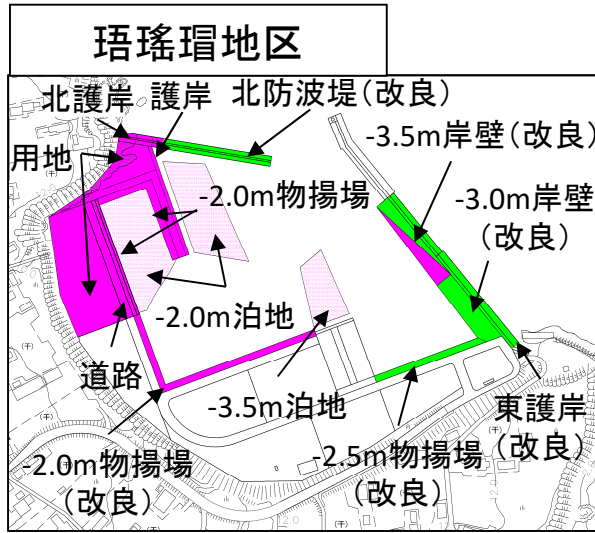 珸瑶瑁地区
北護岸
護岸
北防波堤(改良)
用地
-3.5m岸壁(改良)
-2.0m物揚場
-3.0m岸壁
(改良)
-2.0m泊地
道路
-3.5m泊地
東護岸
(改良)
-2.0m物揚場
(改良)
-2.5m物揚場
(改良)